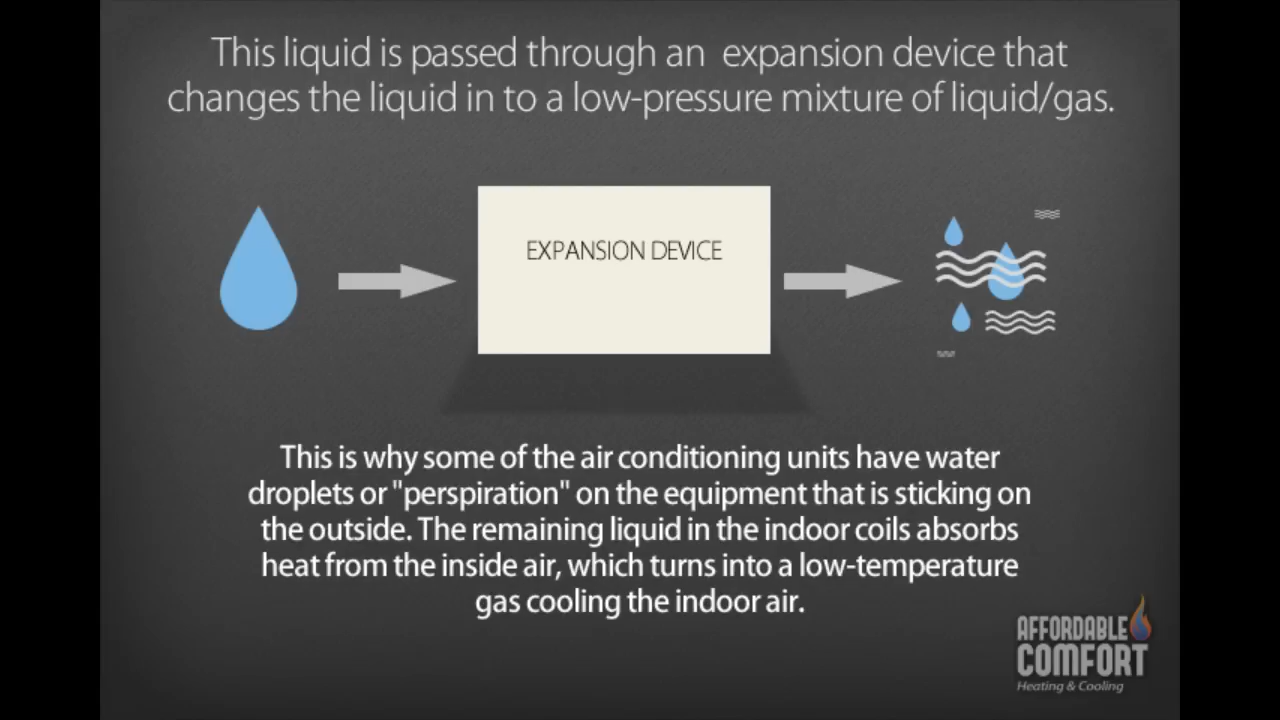 This liquid is passed through an expansion device that
changes the liquid in to a low-pressure mixture of liquid/gas.
EXPANSION DEVICE
This is why some of the air conditioning units have water
droplets or "perspiration" on the equipment that is sticking on
the outside. The remaining liquid in the indoor coils absorbs
heat from the inside air, which turns into a low-temperature
gas cooling the indoor air.
AFFORDABLE
COMFORT
Heating & Cooling